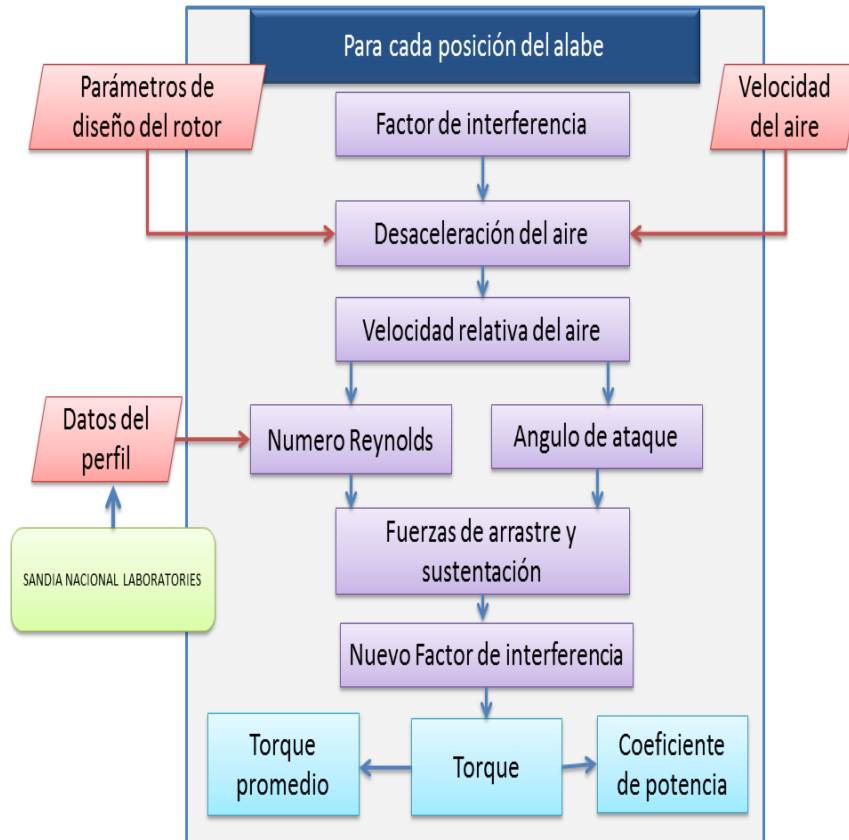 Para cada posición del alabe
Parámetros de
diseño del rotor
Velocidad
del aire
Factor de interferencia
Desaceleración del aire
Velocidad relativa del aire
Datos del
perfil
Numero Reynolds
Angulo de ataque
SANDIA NACIONAL LABORATORIES
Fuerzas de arrastre y
sustentación
Nuevo Factor de interferencia
Torque
promedio
Torque
Coeficiente
de potencia